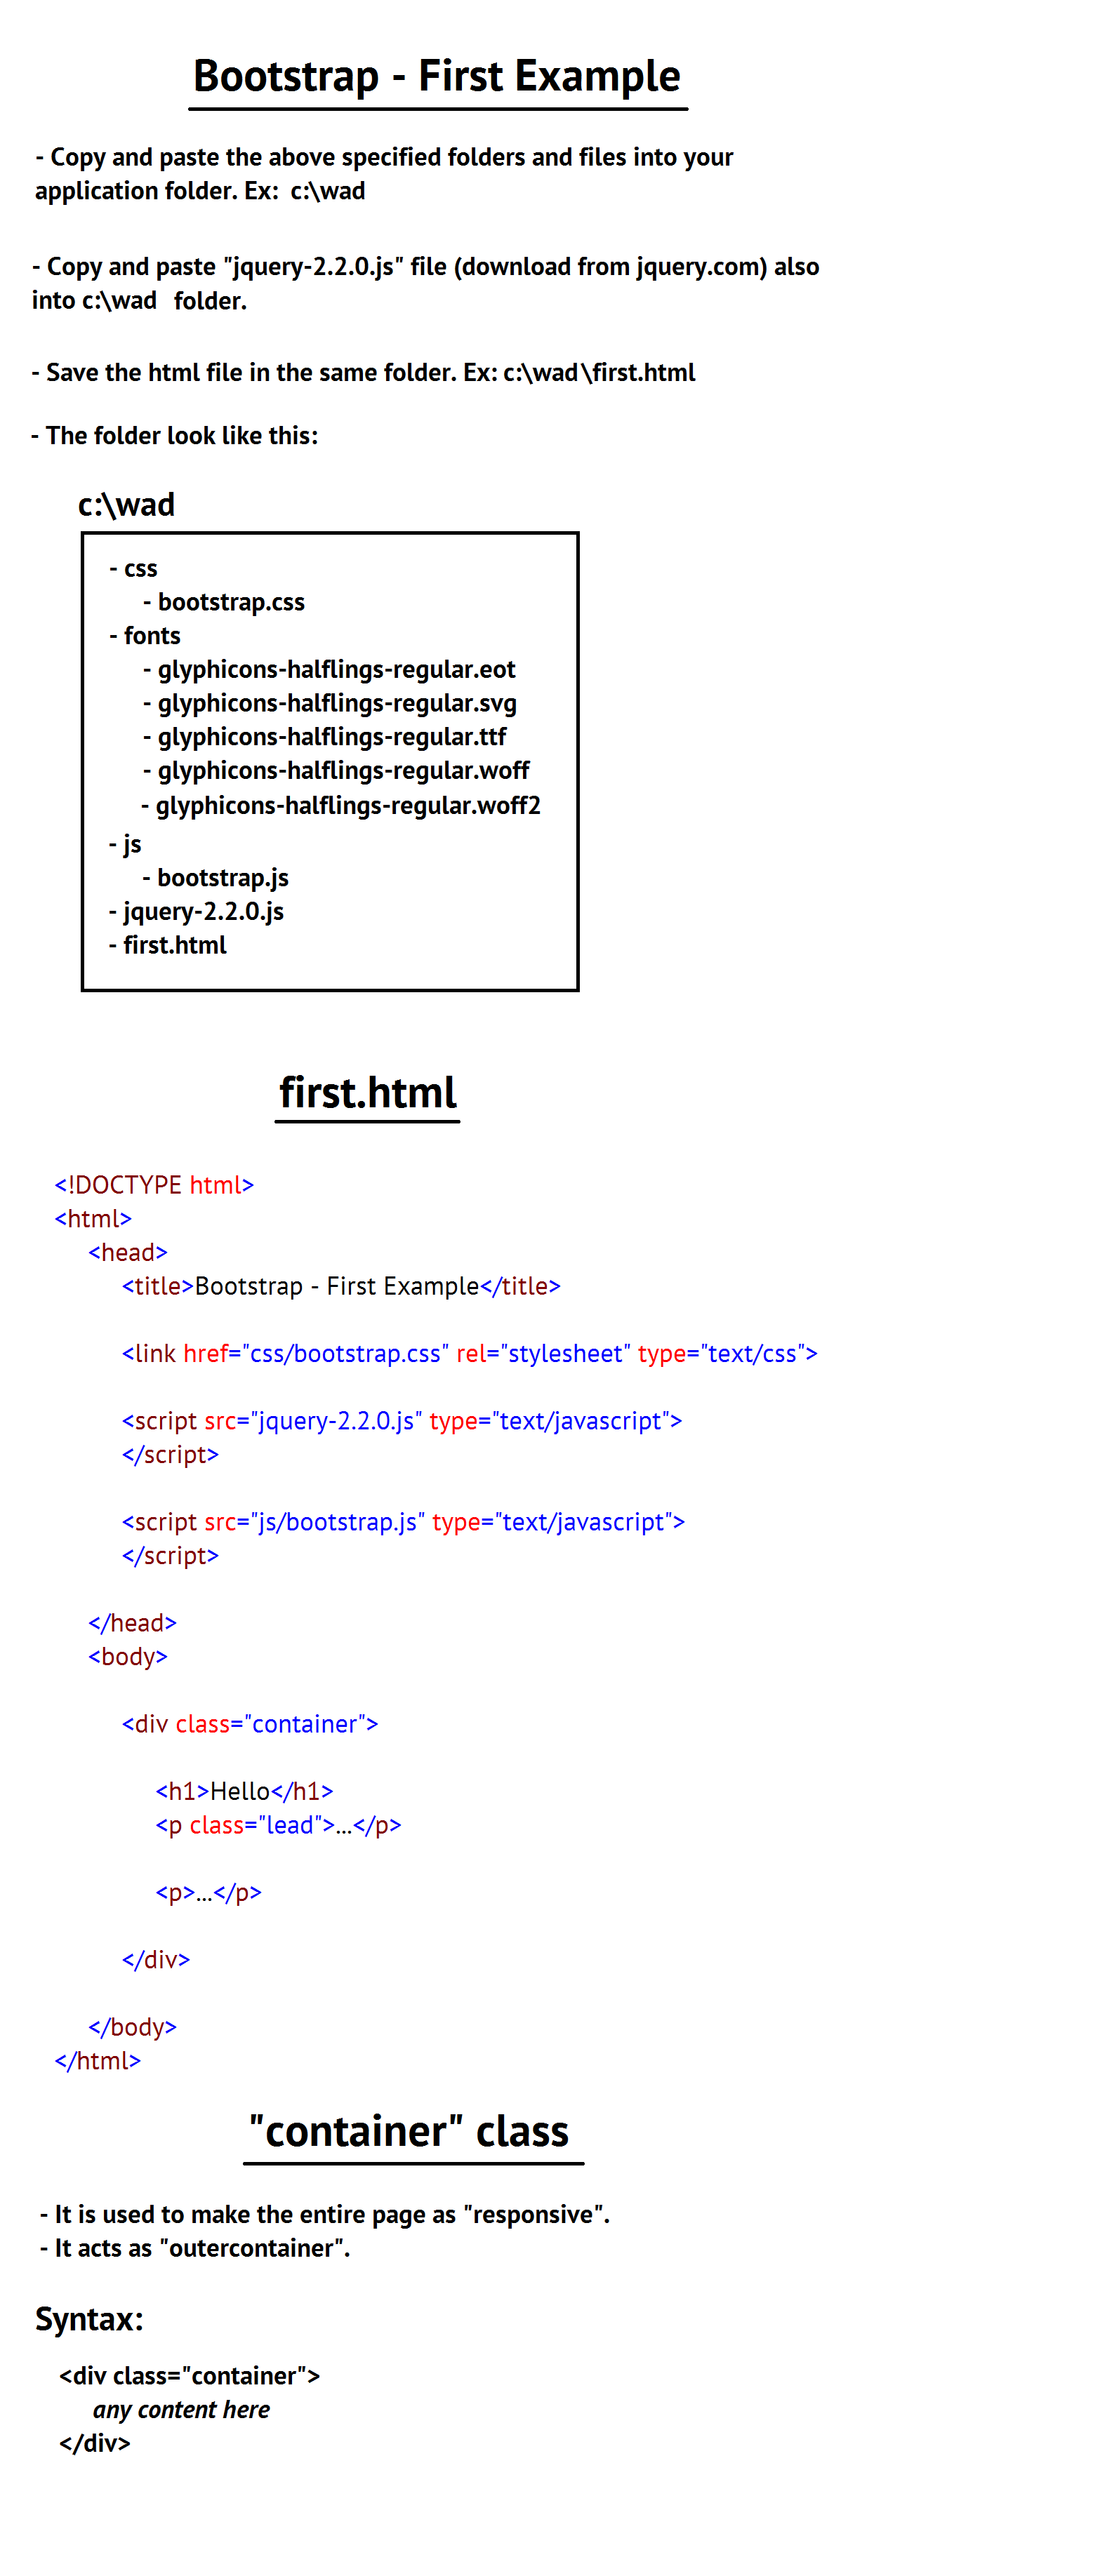 Bootstrap - First Example
- Copy and paste the above specified folders and files into your
application folder. Ex: c:\wad
- Copy and paste "jquery-2.2.0.js" file (download from jquery.com) also
into c:\wad folder.
- Save the html file in the same folder. Ex: c:\wad\first.html
- The folder look like this:
c:\wad
- css
- bootstrap.css
- fonts
- glyphicons-halflings-regular.eot
- glyphicons-halflings-regular.svg
- glyphicons-halflings-regular.ttf
- glyphicons-halflings-regular.woff
- glyphicons-halflings-regular.woff2
- js
- bootstrap.js
- jquery-2.2.0.js
- first.html
first.html
<!DOCTYPE html>
<html>
<head>
<title>Bootstrap - First Example</title>
<link href="css/bootstrap.css" rel="stylesheet" type="text/css">
<script src="jquery-2.2.0.js" type="text/javascript">
</script>
<script src="js/bootstrap.js" type="text/javascript">
</script>
</head>
<body>
<div class="container">
<h1>Hello</h1>
<p class="lead">...</p>
<p>...</p>
</div>
</body>
</html>
"container" class
- It is used to make the entire page as "responsive".
- It acts as "outercontainer".
Syntax:
<div class="container">
any content here
</div>